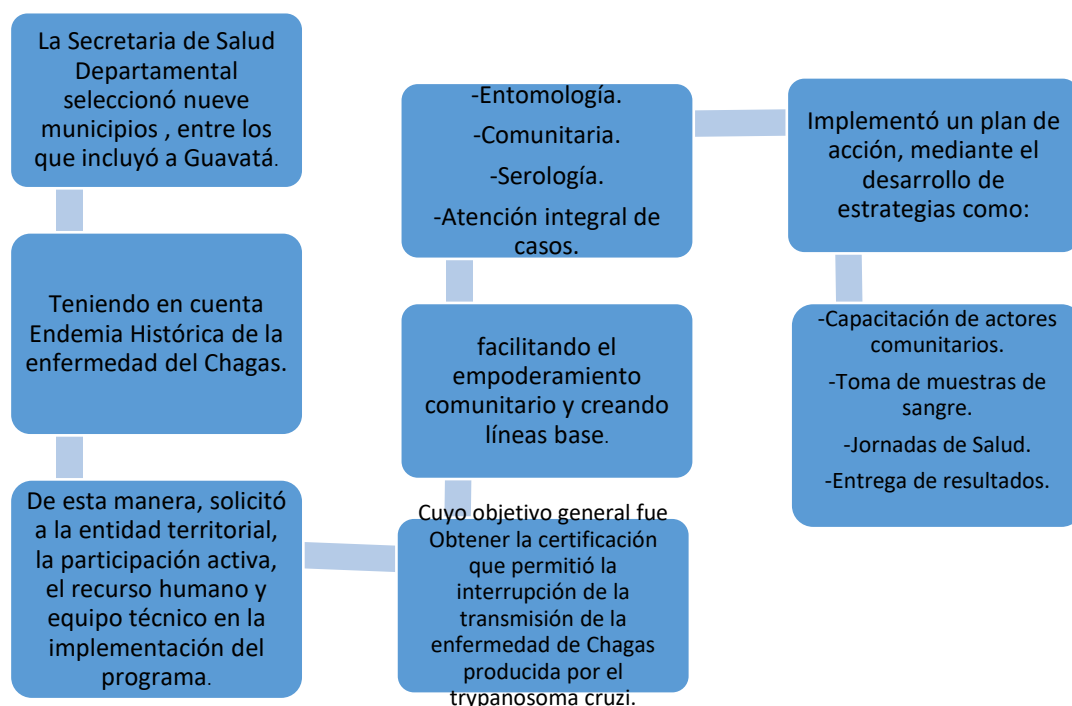 La Secretaria de Salud
Departamental
seleccionó nueve
municipios , entre los
que incluyó a Guavatá.
Teniendo en cuenta
Endemia Histórica de la
enfermedad del Chagas.
De esta manera, solicitó
a la entidad territorial,
la participación activa,
el recurso humano y
equipo técnico en la
implementación del
programa.
Cuyo objetivo general fue
Obtener la certificación
que permitió la
interrupción de la
transmisión de la
enfermedad de Chagas
producida por el
trypanosoma cruzi.
facilitando el
empoderamiento
comunitario y creando
líneas base.
-Entomología.
-Comunitaria.
-Serología.
-Atención integral de
casos.
Implementó un plan de
acción, mediante el
desarrollo de
estrategias como:
-Capacitación de actores
comunitarios.
-Toma de muestras de
sangre.
-Jornadas de Salud.
-Entrega de resultados.